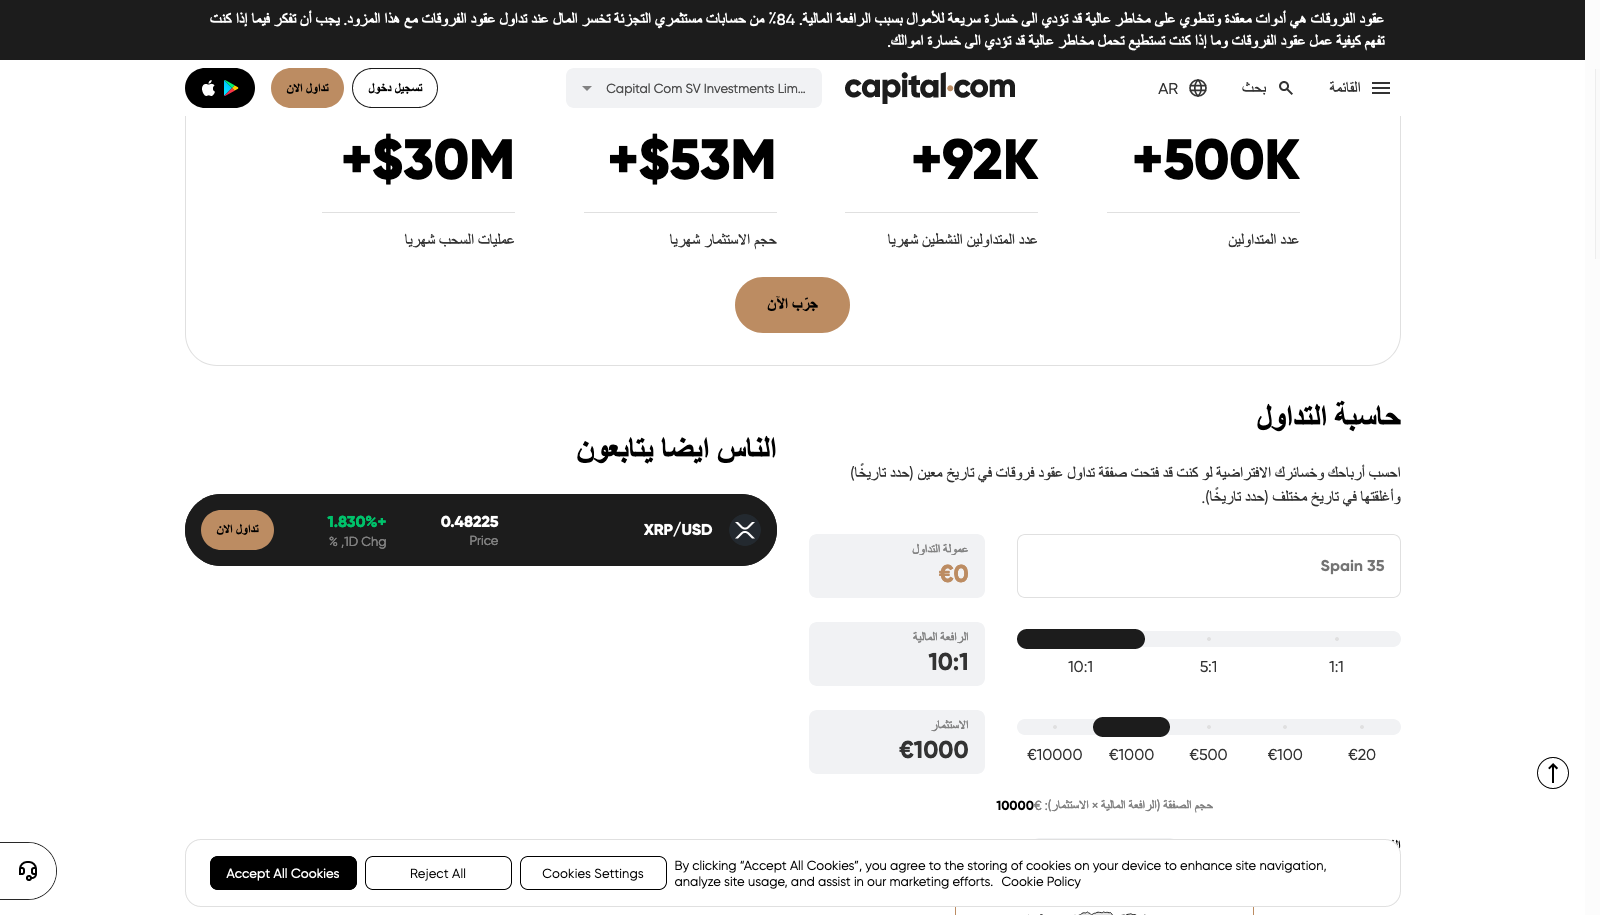 عقود الفروقات هي أدوات معقدة وتنطوي على مخاطر عالية قد تؤدي الى خسارة سريعة للأموال بسبب الرافعة المالية. 84٪ من حسابات مستثمري التجزئة تخسر المال عند تداول عقود الفروقات مع هذا المزود. يجب أن تفكر فيما إذا كنت
تفهم كيفية عمل عقود الفروقات وما إذا كنت تستطيع تحمل مخاطر عالية قد تؤدي الى خسارة اموالك.
القائمة
بحث
AR
capital.com
Capital Com SV Investments Lim...
تسجيل دخول
تداول الان
+500K
+92K
+$53M
+$30M
عدد المتداولين
عدد المتداولين النشطين شهريا
حجم الاستثمار شهريا
عمليات السحب شهريا
جرّب الآن
حاسبة التداول
احسب أرباحك وخسائرك الافتراضية لو كنت قد فتحت صفقة تداول عقود فروقات في تاريخ معين (حدد تاريخًا)
وأغلقتها في تاريخ مختلف (حدد تاريخًا).
Spain 35
عمولة التداول
€0
1:1
5:1
10:1
الرافعة المالية
10:1
€20
€100
€500
€1000
€10000
الاستثمار
€1000
حجم الصفقة (الرافعة المالية × الاستثمار): €10000
الناس ايضا يتابعون
XRP/USD
0.48225
Price
1.830%+
% ,1D Chg
تداول الان
By clicking “Accept All Cookies”, you agree to the storing of cookies on your device to enhance site navigation,
analyze site usage, and assist in our marketing efforts. Cookie Policy
Cookies Settings
Reject All
Accept All Cookies